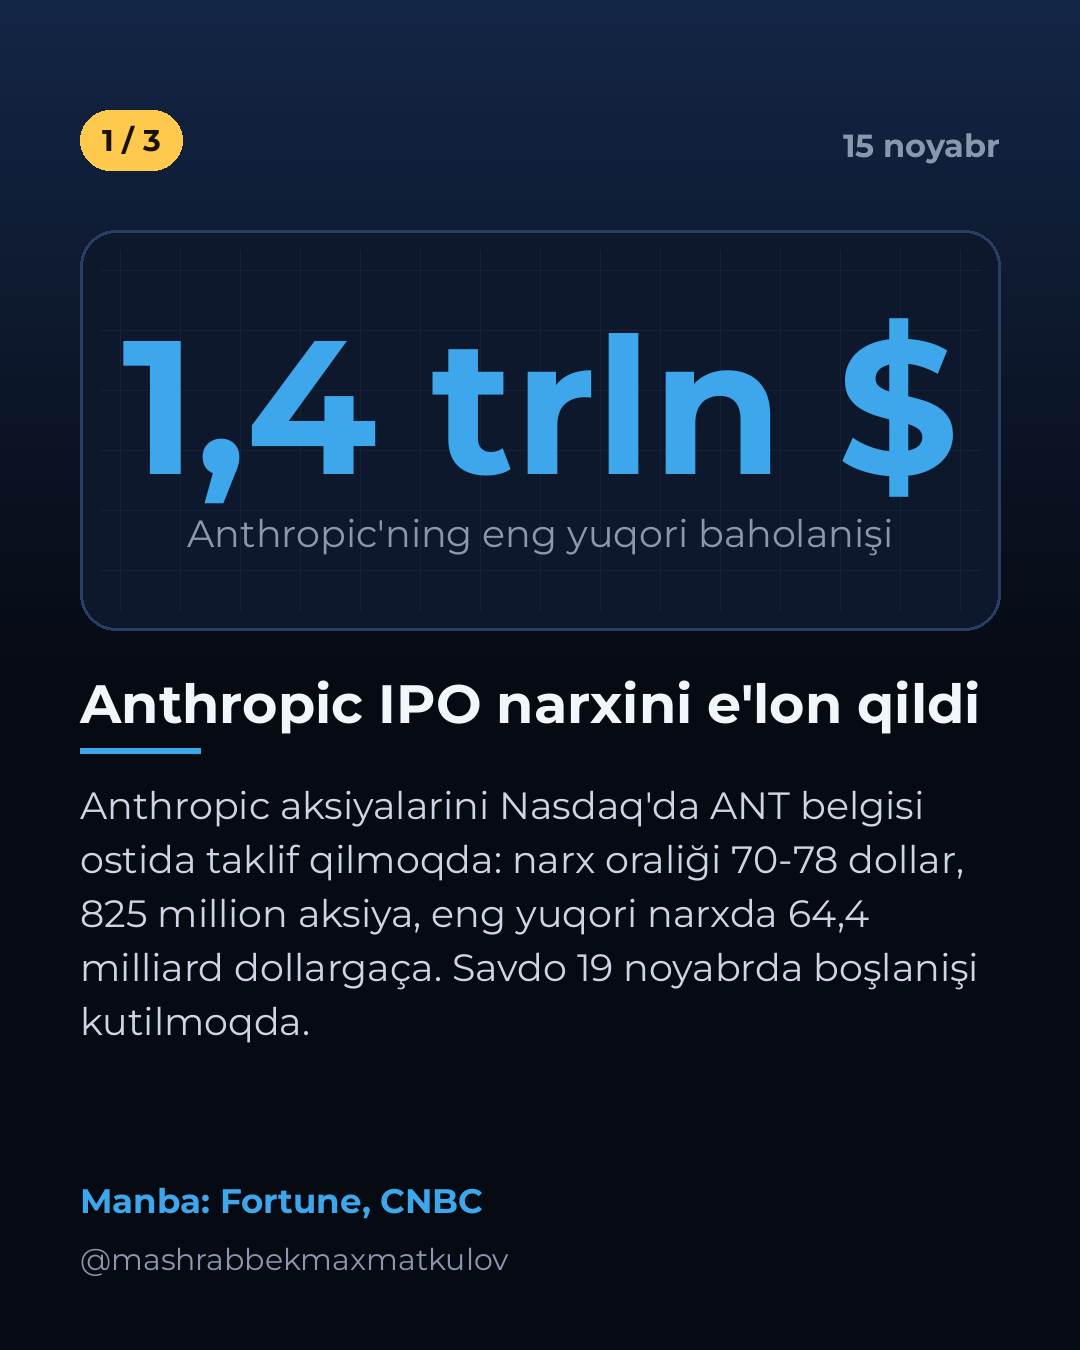 1 / 3
15 noyabr
1,4 trln $
Anthropic'ning eng yuqori baholanişi
Anthropic IPO narxini e'lon qildi
Anthropic aksiyalarini Nasdaq'da ANT belgisi
ostida taklif qilmoqda: narx oraliği 70-78 dollar,
825 million aksiya, eng yuqori narxda 64,4
milliard dollargaça. Savdo 19 noyabrda boşlanişi
kutilmoqda.
Manba: Fortune, CNBC
@mashrabbekmaxmatkulov